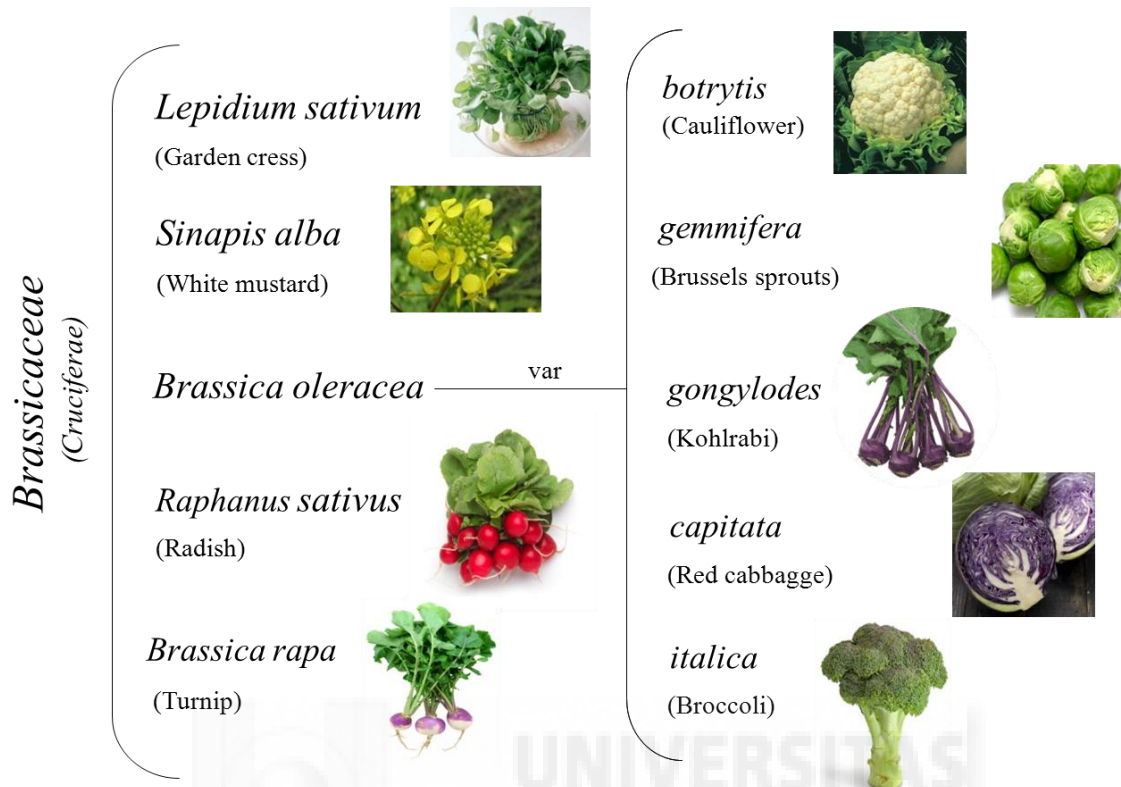 Brassicaceae
(Cruciferae)
Lepidium sativum
(Garden cress)
Sinapis alba
(White mustard)
Brassica oleracea
var
Raphanus sativus
(Radish)
Brassica rapa
(Turnip)
botrytis
(Cauliflower)
gemmifera
(Brussels sprouts)
gongylodes
(Kohlrabi)
capitata
(Red cabbagge)
italica
(Broccoli)
UNIVERSITAS